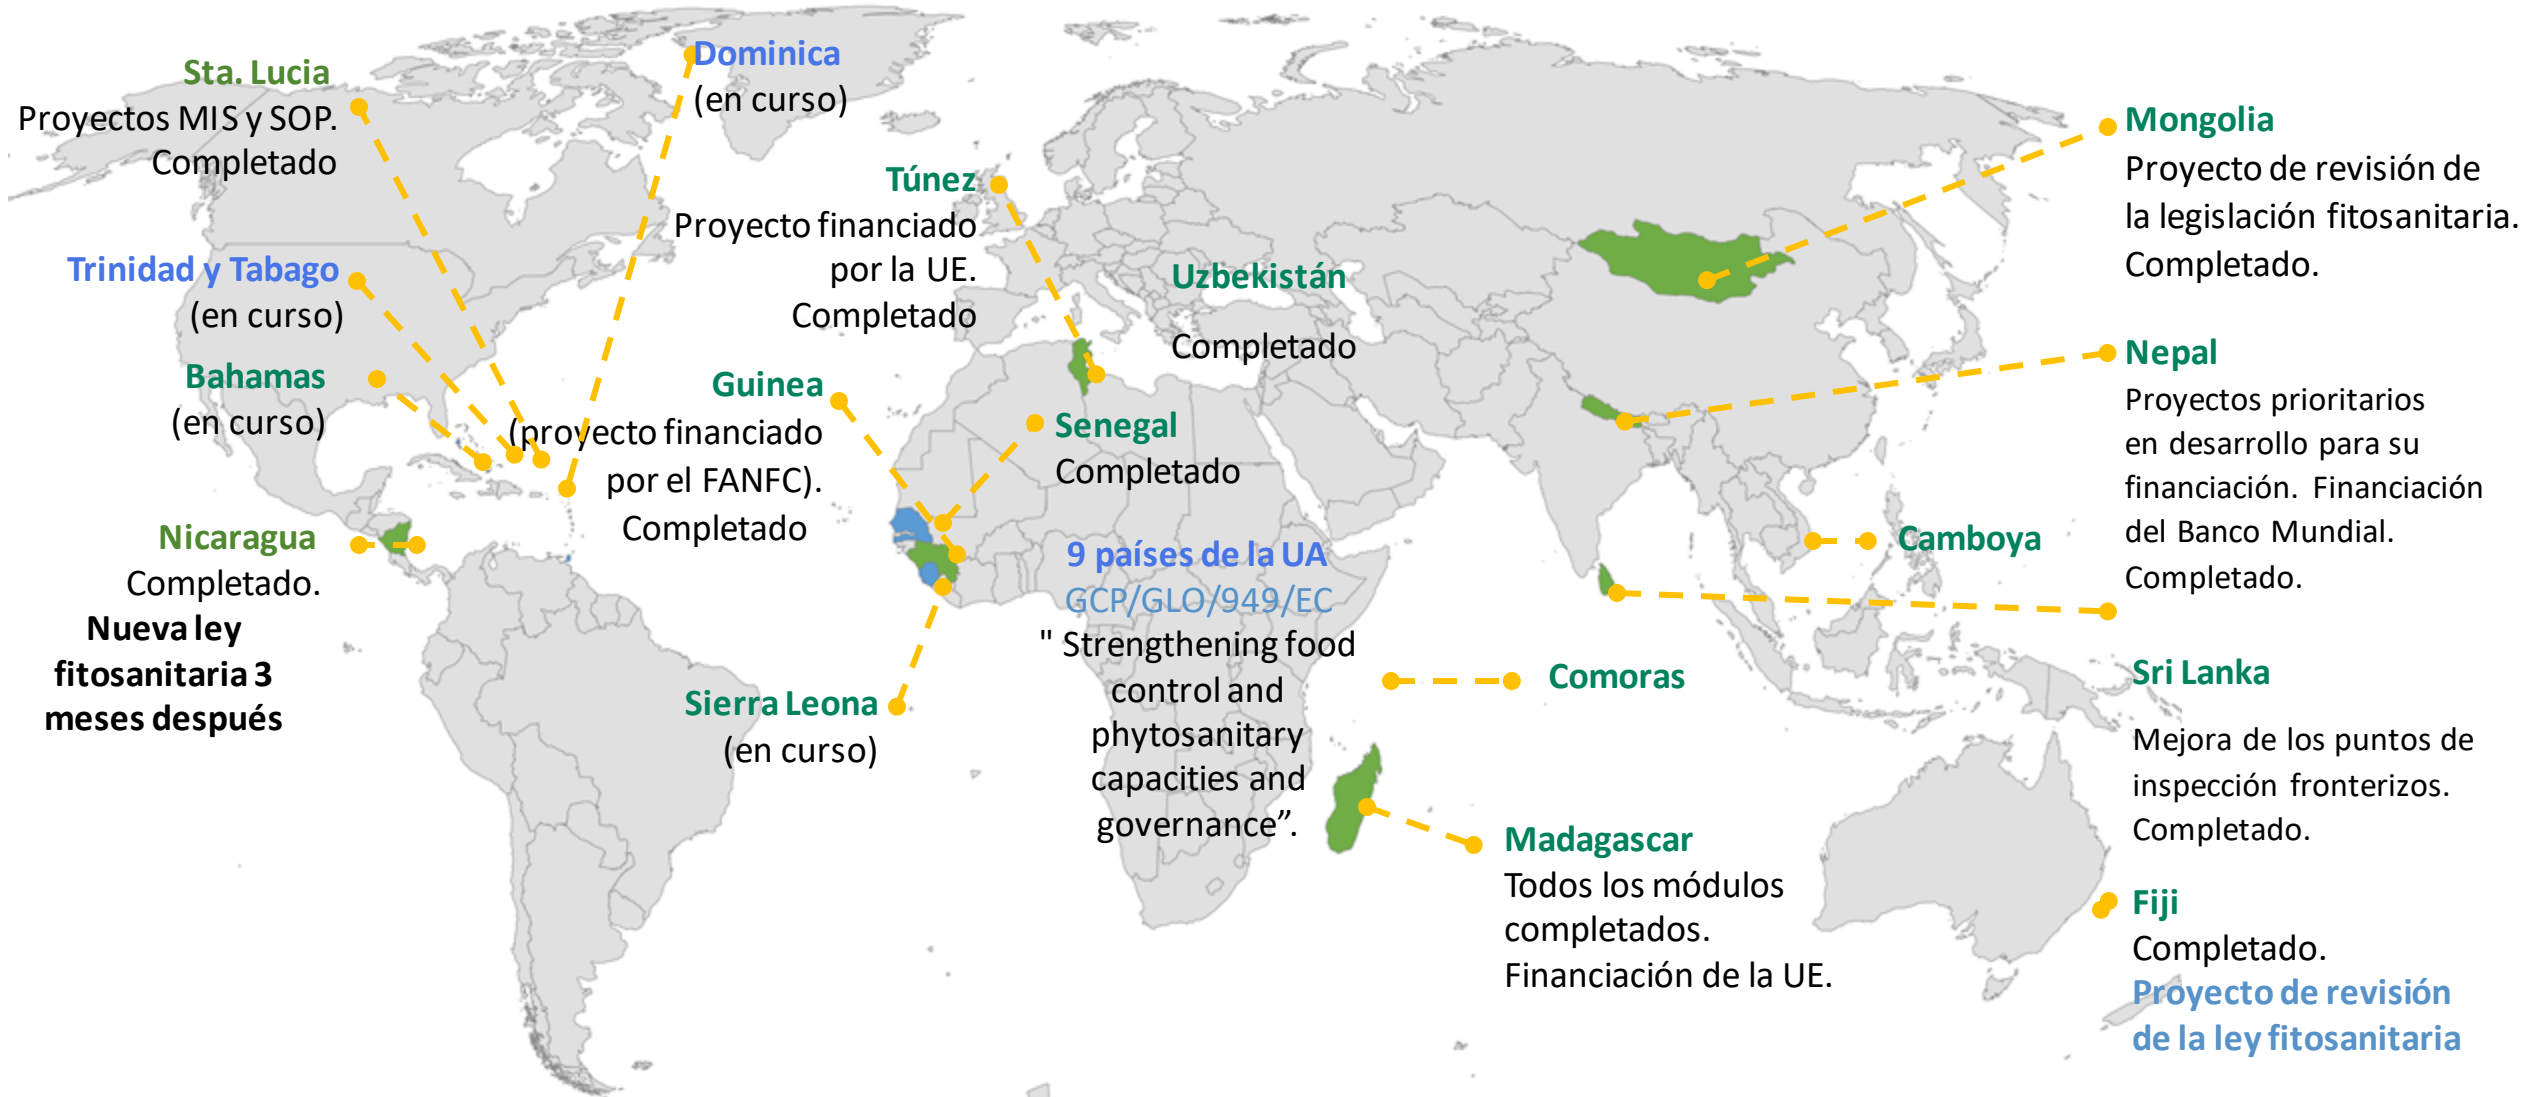 Sta. Lucia
Proyectos MIS y SOP.
Completado
Dominica
(en curso)
Trinidad y Tabago
(en curso)
Bahamas
(en curso)
Nicaragua
Completado.
Nueva ley
fitosanitaria 3
meses después
Túnez
Proyecto financiado
por la UE.
Completado
Uzbekistán
Completado
Guinea
(proyecto financiado
por el FANFC).
Completado
Senegal
Completado
Sierra Leona
(en curso)
9 países de la UA
GCP/GLO/949/EC
" Strengthening food
control and
phytosanitary
capacities and
governance”.
Comoras
Madagascar
Todos los módulos
completados.
Financiación de la UE.
Camboya
Mongolia
Proyecto de revisión de
la legislación fitosanitaria.
Completado.
Nepal
Proyectos prioritarios
en desarrollo para su
financiación. Financiación
del Banco Mundial.
Completado.
Sri Lanka
Mejora de los puntos de
inspección fronterizos.
Completado.
Fiji
Completado.
Proyecto de revisión
de la ley fitosanitaria